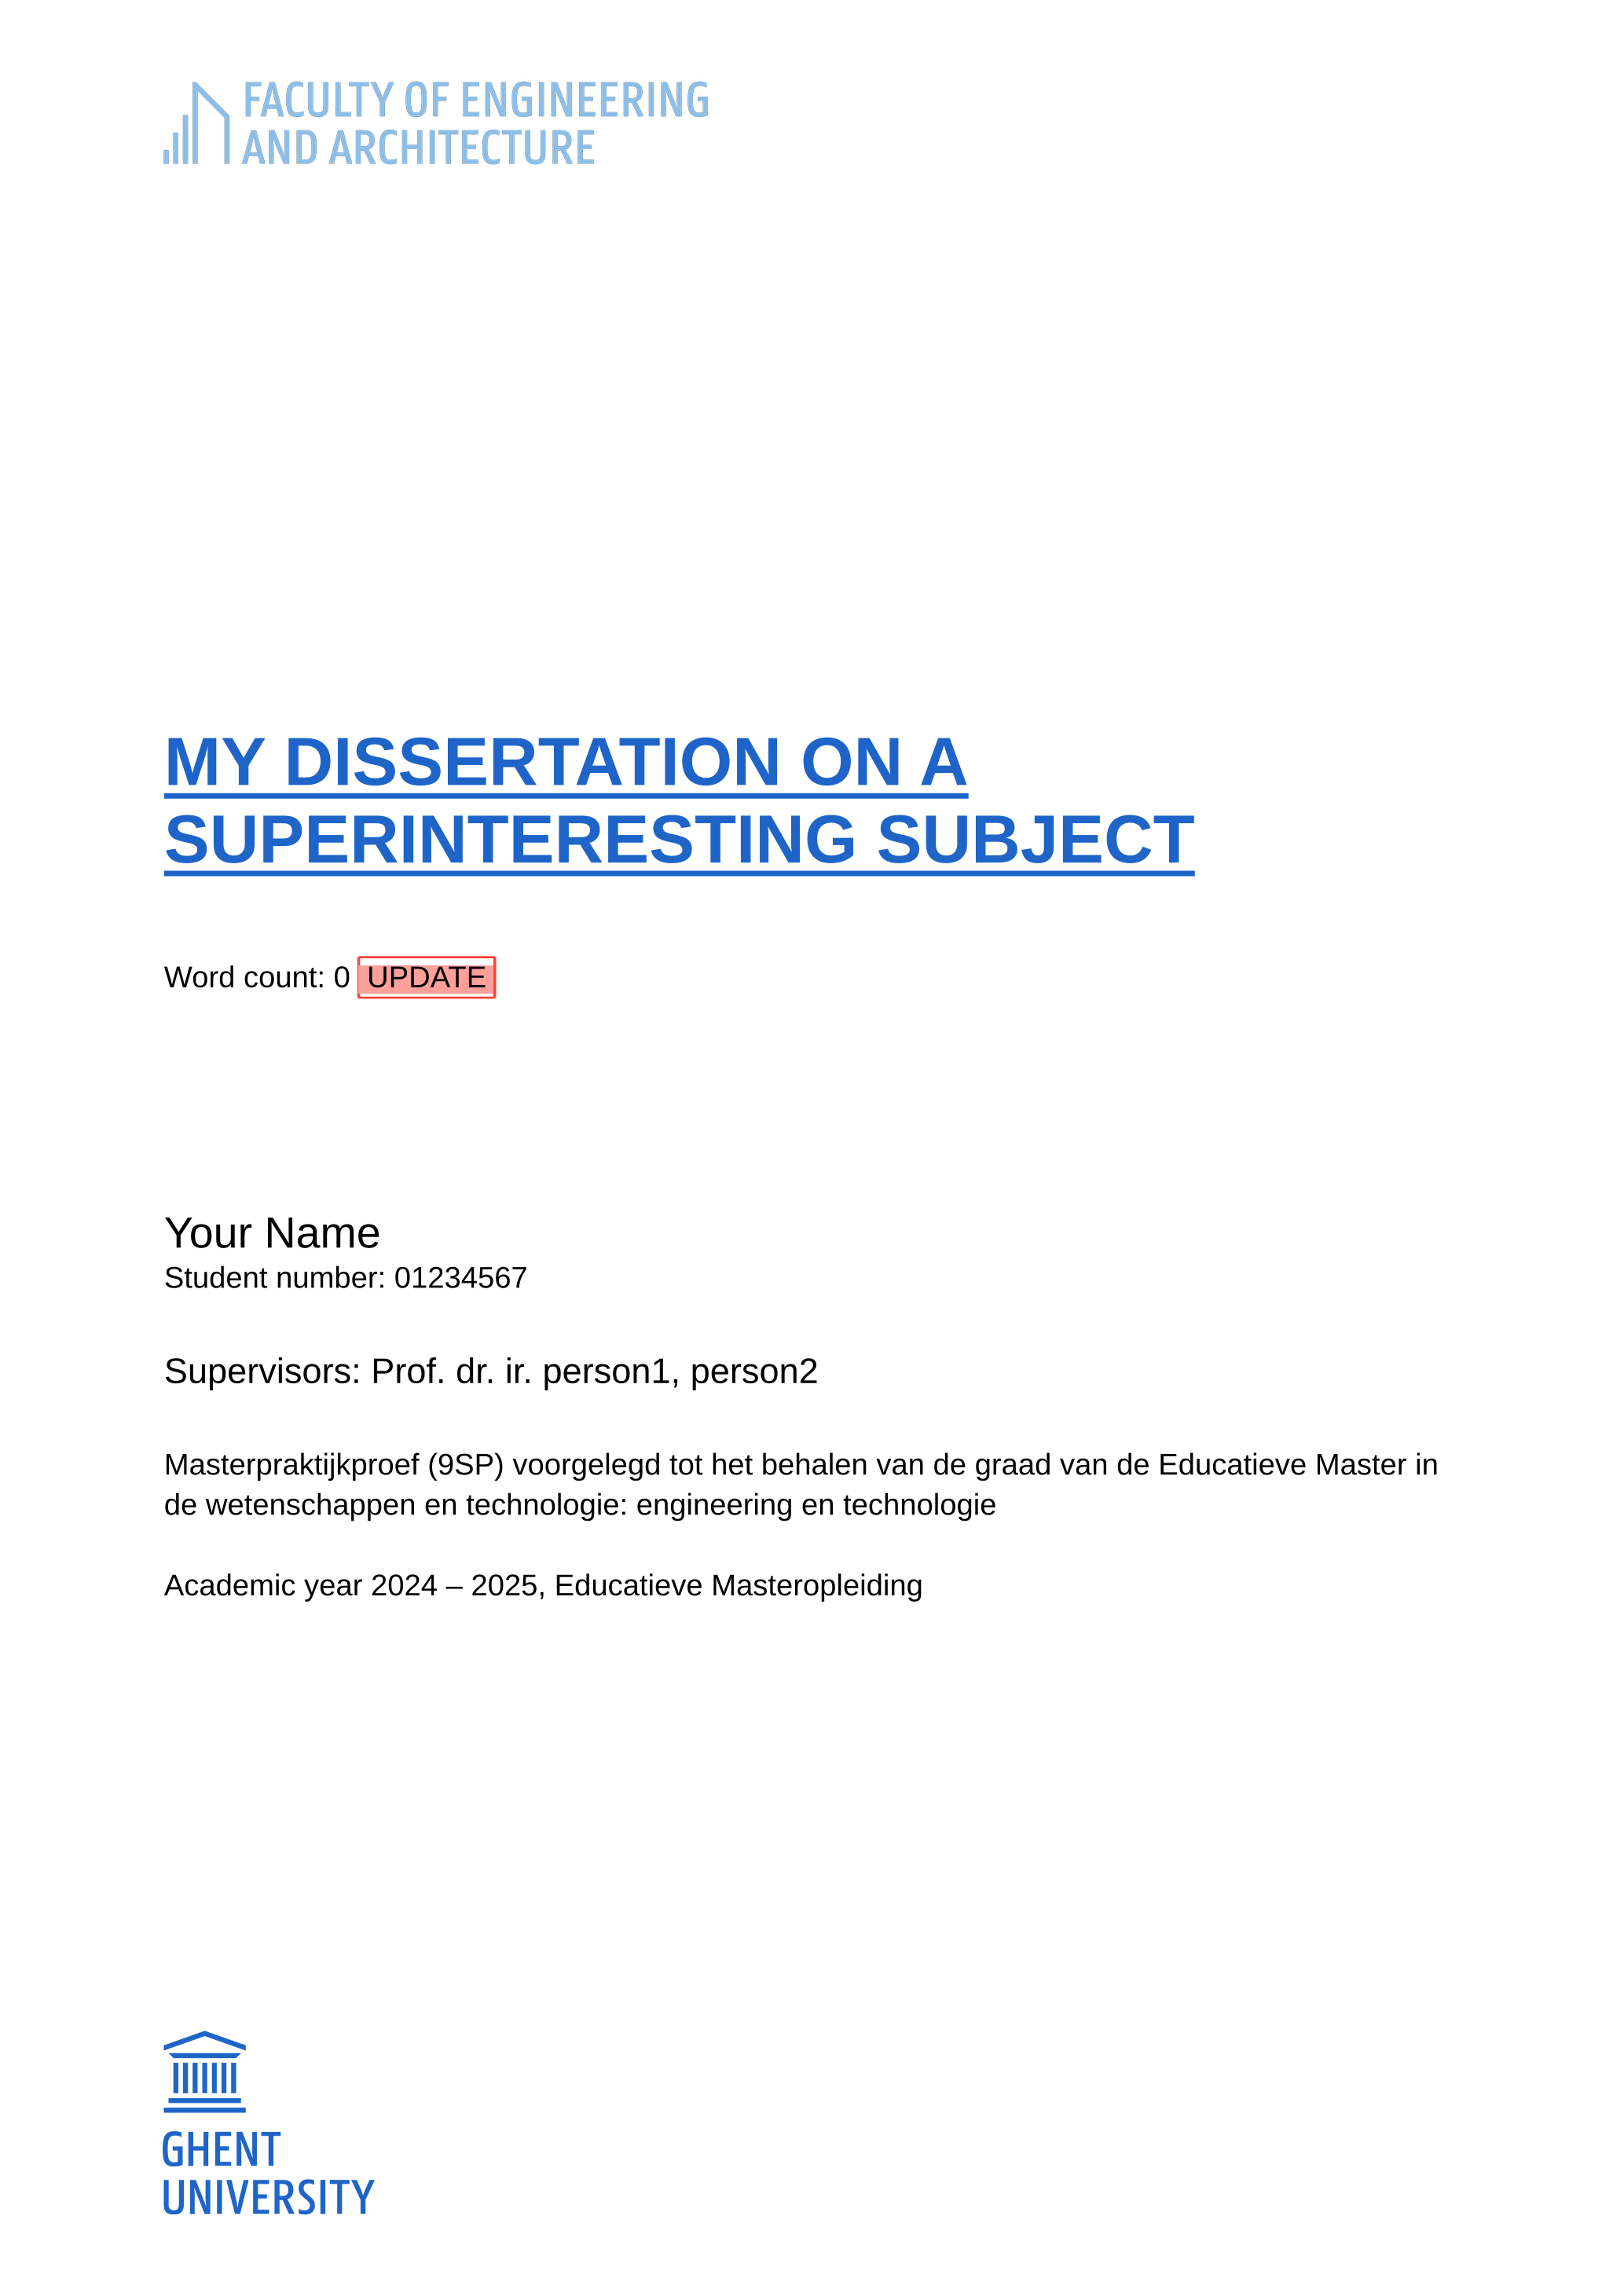 FACULTY OF ENGINEERING
AND ARCHITECTURE
MY DISSERTATION ON A
SUPERINTERESTING SUBJECT
Word count: 0 UPDATE
Your Name
Student number: 01234567
Supervisors: Prof. dr. ir. person1, person2
Masterpraktijkproef (9SP) voorgelegd tot het behalen van de graad van de Educatieve Master in
de wetenschappen en technologie: engineering en technologie
Academic year 2024 – 2025, Educatieve Masteropleiding
GHENT
UNIVERSITY